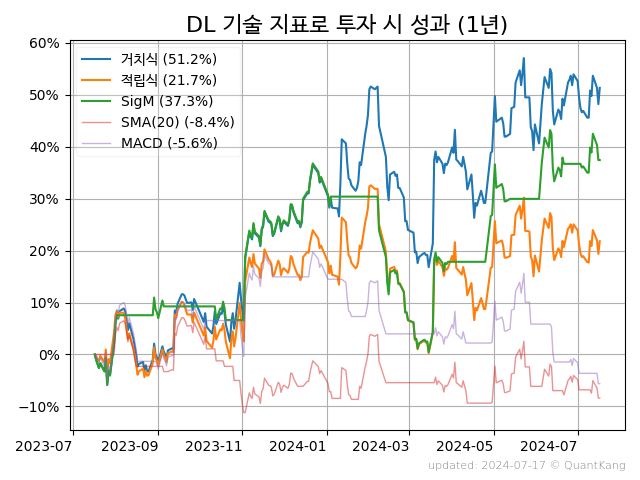 DL 기술 지표로 투자 시 성과 (1년)
60%
50%
40%
30%
20%
10%
0%
−10%
거치식 (51.2%)
적립식 (21.7%)
SigM (37.3%)
SMA(20) (-8.4%)
MACD (-5.6%)
2023-07 2023-09 2023-11 2024-01 2024-03 2024-05 2024-07
updated: 2024-07-17 © QuantKang